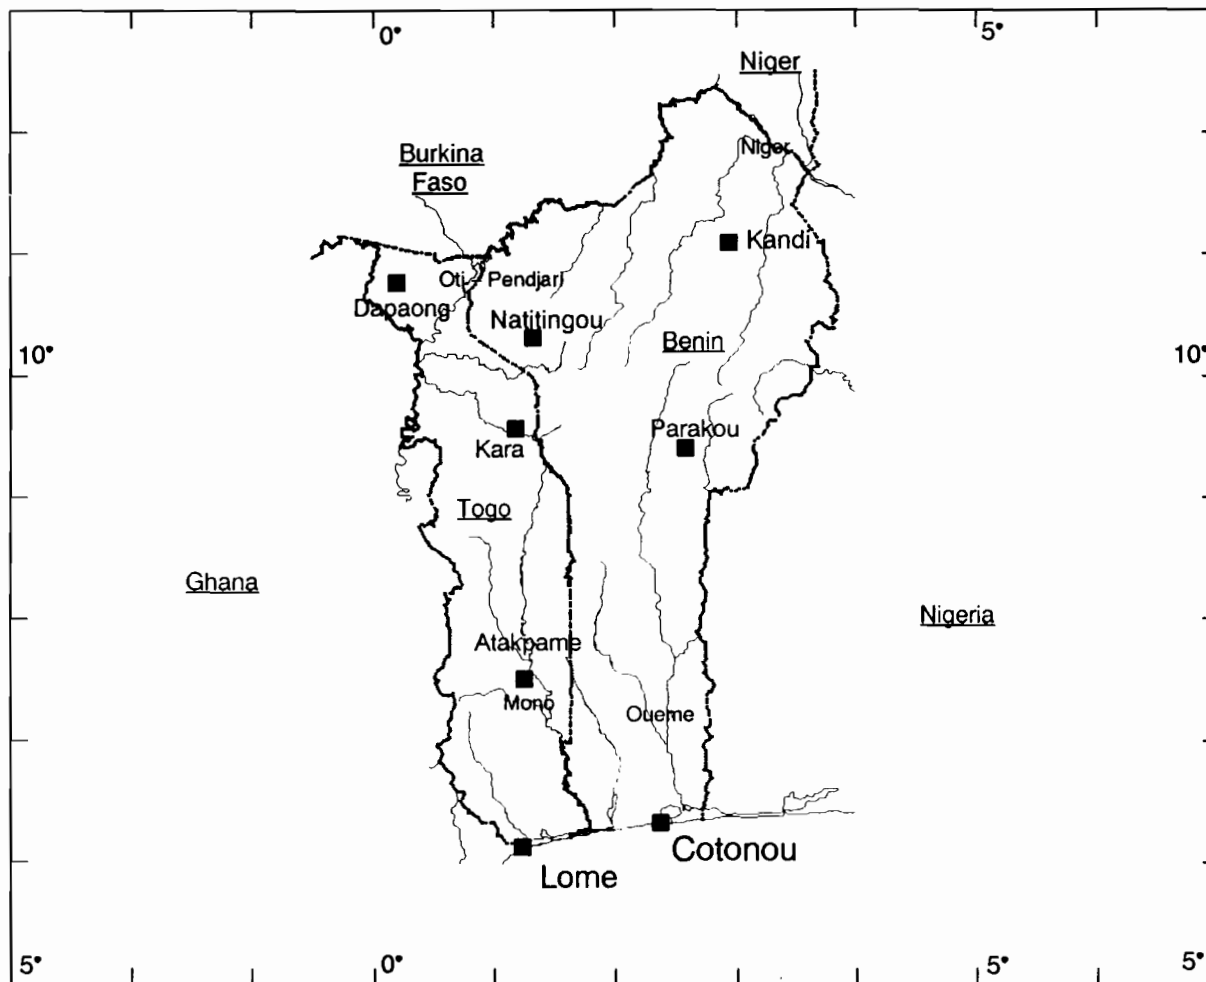 0°
5°
Niger
Burkina
Faso
Niger
Kandi
Oti - Pendjari
Dapaong
Natitingou
Benin
10°
10°
Parakou
Kara
Togo
Ghana
Nigeria
Atakpame
Mono
Oueme
Cotonou
Lome
5°
0°
5°
5°